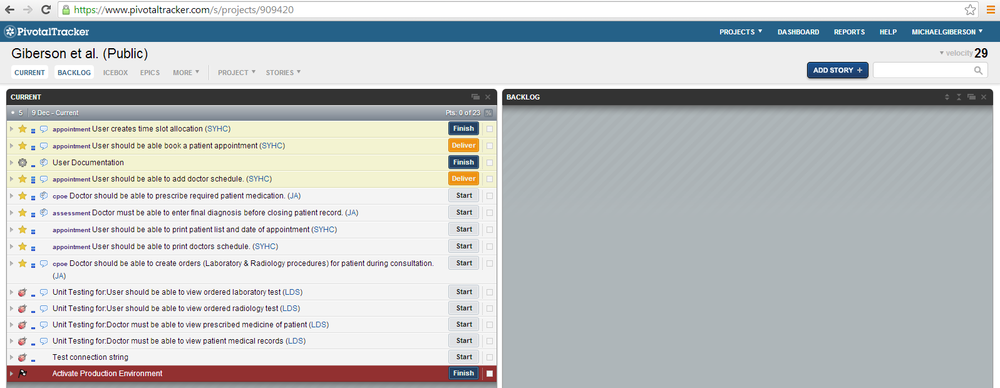 https://www.pivotaltracker.com/s/projects/909420
PivotalTracker
PROJECTS DASHBOARD REPORTS HELP MICHAELGIBERSON
Giberson et al. (Public)
velocity 29
CURRENT BACKLOG ICEBOX EPICS MORE PROJECT STORIES
ADD STORY +
CURRENT
5 9 Dec - Current Pts: 0 of 23 %
appointment User creates time slot allocation (SYHC) Finish
appointment User should be able book a patient appointment (SYHC) Deliver
User Documentation Finish
appointment User should be able to add doctor schedule. (SYHC) Deliver
cpoe Doctor should be able to prescribe required patient medication. (JA) Start
assessment Doctor must be able to enter final diagnosis before closing patient record. (JA) Start
appointment User should be able to print patient list and date of appointment (SYHC) Start
appointment User should be able to print doctors schedule. (SYHC) Start
cpoe Doctor should be able to create orders (Laboratory & Radiology procedures) for patient during consultation. Start
(JA)
Unit Testing for:User should be able to view ordered laboratory test (LDS) Start
Unit Testing for:User should be able to view ordered radiology test (LDS) Start
Unit Testing for:Doctor must be able to view prescribed medicine of patient (LDS) Start
Unit Testing for:Doctor must be able to view patient medical records (LDS) Start
Test connection string Start
Activate Production Environment Finish
BACKLOG